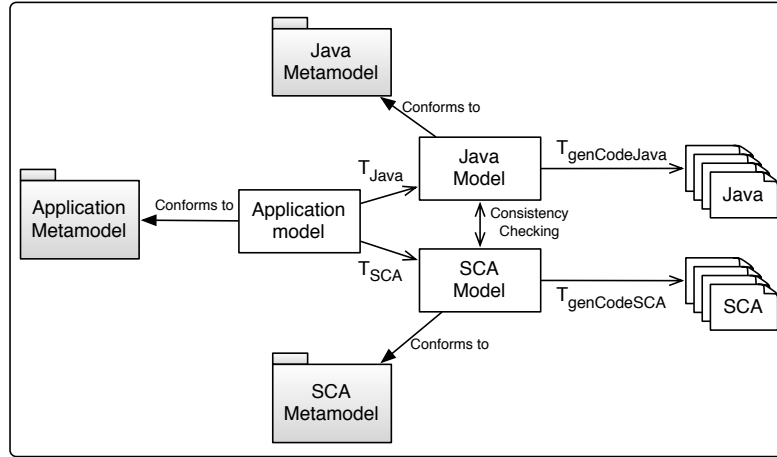 Java
Metamodel
Conforms to
T_Java
Java
Model
T_genCodeJava
Java
Application
Metamodel
Conforms to
Application
model
Consistency
Checking
T_SCA
SCA
Model
T_genCodeSCA
SCA
Conforms to
SCA
Metamodel